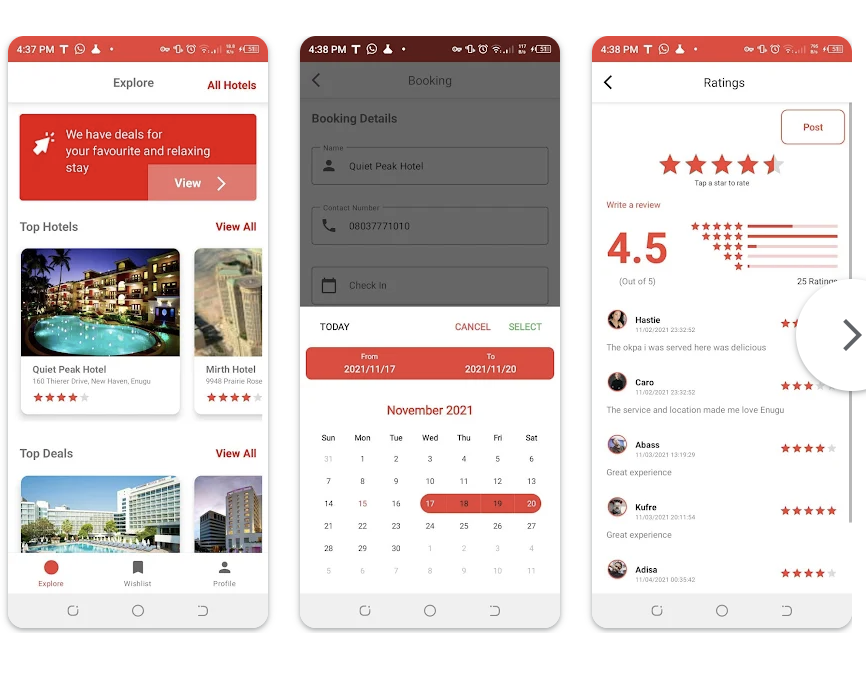 4:37 PM
Explore
All Hotels
We have deals for
your favourite and relaxing
stay
View
Top Hotels
View All
Quiet Peak Hotel
160 Thierer Drive, New Haven, Enugu
Mirth Hotel
9948 Prairie Rose
Top Deals
View All
Explore
Wishlist
Profile
4:38 PM
Booking
Booking Details
Name
Quiet Peak Hotel
Contact Number
08037771010
Check In
TODAY
CANCEL
SELECT
From
To
2021/11/17
2021/11/20
November 2021
Sun Mon Tue Wed Thu Fri Sat
31 1 2 3 4 5 6
7 8 9 10 11 12 13
14 15 16 17 18 19 20
21 22 23 24 25 26 27
28 29 30 1 2 3 4
5 6 7 8 9 10 11
4:38 PM
Ratings
Post
Tap a star to rate
Write a review
4.5
(Out of 5)
25 Ratings
Hastie
11/02/2021 23:32:52
The okpa i was served here was delicious
Caro
11/02/2021 23:32:52
The service and location made me love Enugu
Abass
11/03/2021 13:19:29
Great experience
Kufre
11/03/2021 20:11:54
Great experience
Adisa
11/04/2021 00:35:42